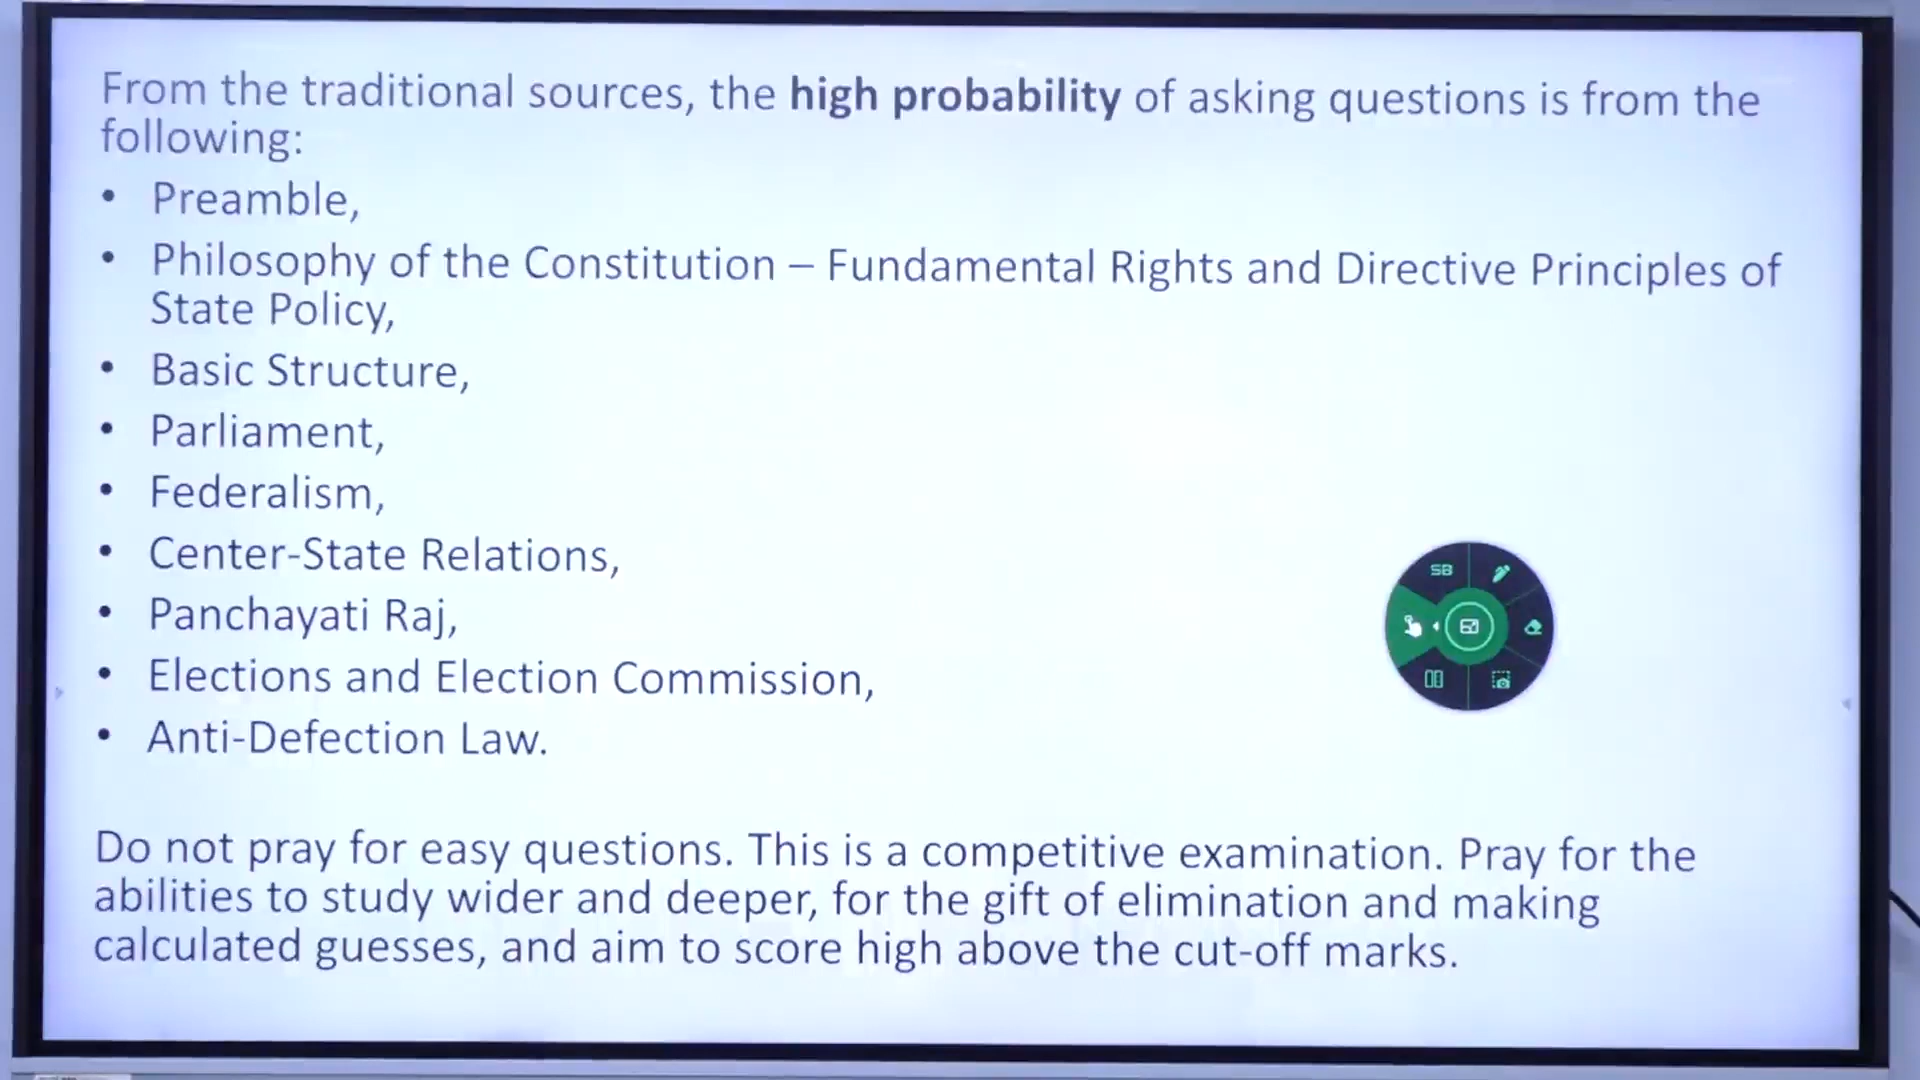 From the traditional sources, the high probability of asking questions is from the
following:
• Preamble,
• Philosophy of the Constitution – Fundamental Rights and Directive Principles of
State Policy,
• Basic Structure,
• Parliament,
• Federalism,
• Center-State Relations,
• Panchayati Raj,
• Elections and Election Commission,
• Anti-Defection Law.
SB
Do not pray for easy questions. This is a competitive examination. Pray for the
abilities to study wider and deeper, for the gift of elimination and making
calculated guesses, and aim to score high above the cut-off marks.